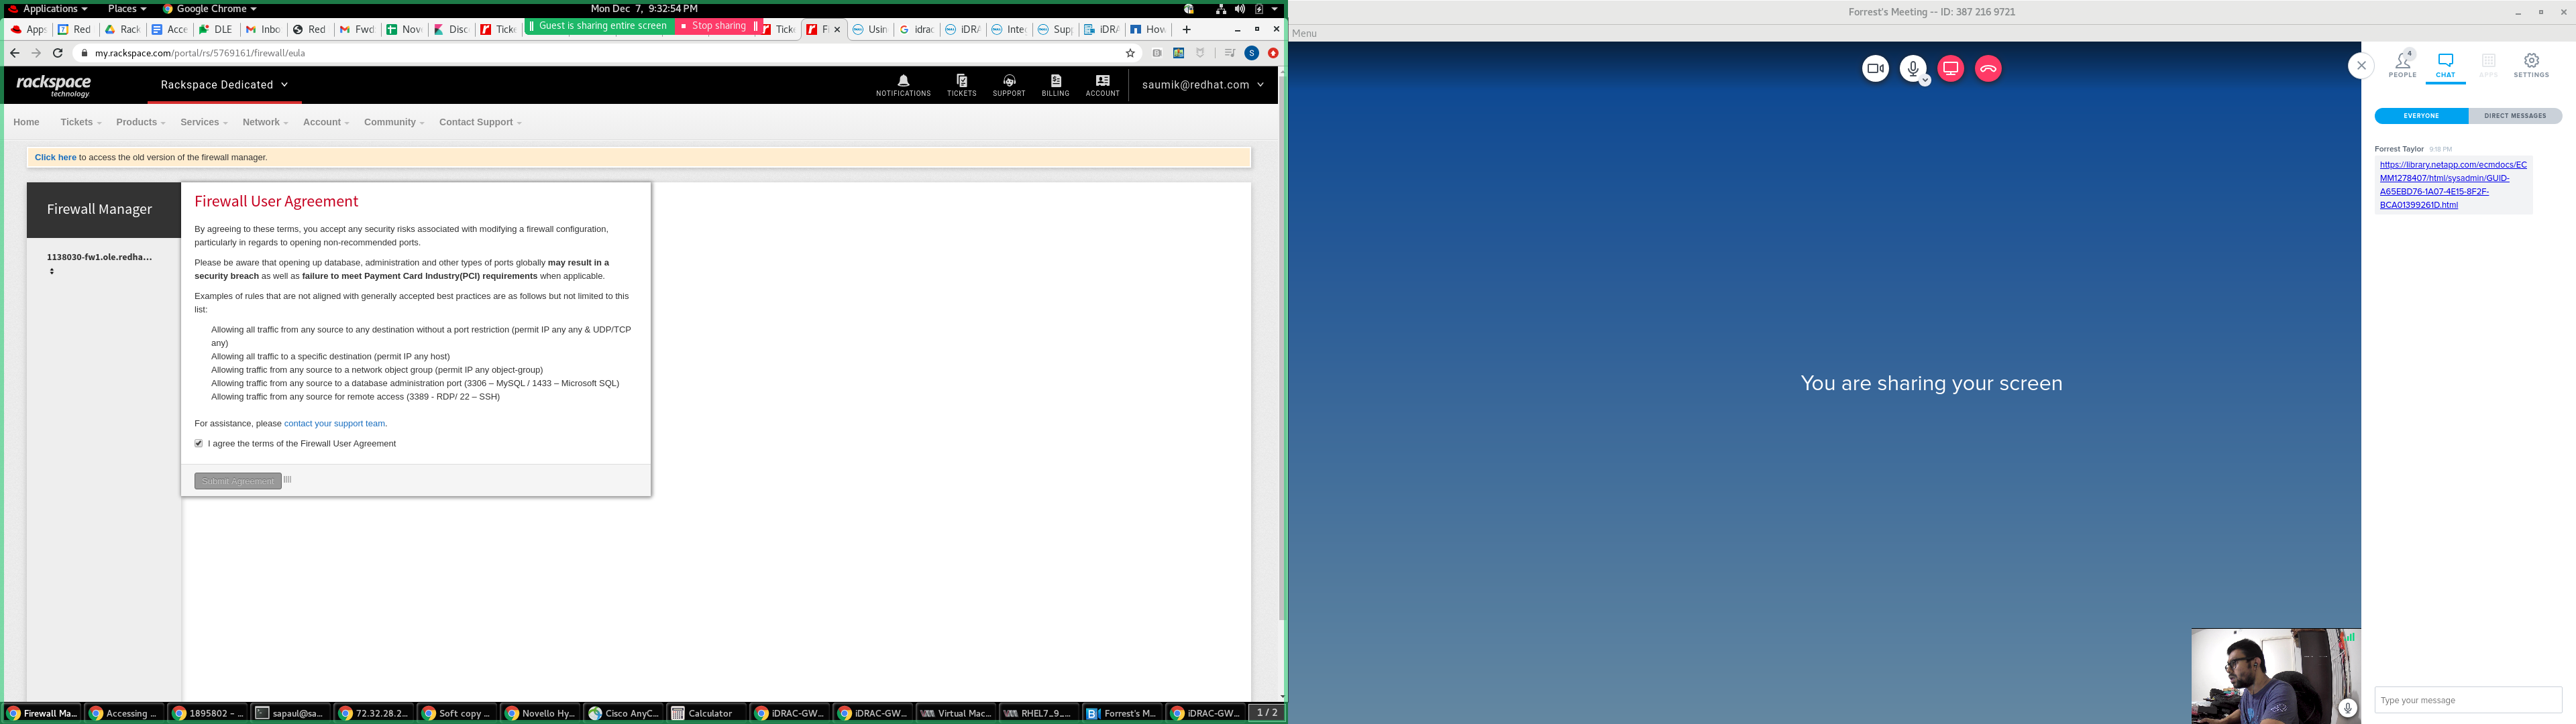 Applications
Places
Google Chrome
Mon Dec 7, 9:32:54 PM
Guest is sharing entire screen
Stop sharing
Apps
Red
Rack
Acce
DLE
Inbo
Red
Fwd
Nov
Disc
Ticke
Ticke
Usin
idrac
iDRA
Inte
Supp
iDRA
How
my.rackspace.com/portal/rs/5769161/firewall/eula
S
rackspace
technology
Rackspace Dedicated
NOTIFICATIONS
TICKETS
SUPPORT
BILLING
ACCOUNT
saumik@redhat.com
Home
Tickets
Products
Services
Network
Account
Community
Contact Support
Click here to access the old version of the firewall manager.
Firewall Manager
1138030-fw1.ole.redha...
Firewall User Agreement
By agreeing to these terms, you accept any security risks associated with modifying a firewall configuration,
particularly in regards to opening non-recommended ports.
Please be aware that opening up database, administration and other types of ports globally may result in a
security breach as well as failure to meet Payment Card Industry(PCI) requirements when applicable.
Examples of rules that are not aligned with generally accepted best practices are as follows but not limited to this
list:
Allowing all traffic from any source to any destination without a port restriction (permit IP any any & UDP/TCP
any)
Allowing all traffic to a specific destination (permit IP any host)
Allowing traffic from any source to a network object group (permit IP any object-group)
Allowing traffic from any source to a database administration port (3306 – MySQL / 1433 – Microsoft SQL)
Allowing traffic from any source for remote access (3389 - RDP/ 22 – SSH)
For assistance, please contact your support team.
I agree the terms of the Firewall User Agreement
Submit Agreement
Firewall Ma...
Accessing ...
1895802 – ...
sapaul@sa...
72.32.28.2...
Soft copy ...
Novello Hy...
Cisco AnyC...
Calculator
iDRAC-GW...
iDRAC-GW...
Virtual Mac...
RHEL7_9_...
Forrest's M...
iDRAC-GW...
1 / 2
Forrest's Meeting -- ID: 387 216 9721
Menu
You are sharing your screen
4
PEOPLE
CHAT
APPS
SETTINGS
EVERYONE
DIRECT MESSAGES
Forrest Taylor 9:18 PM
https://library.netapp.com/ecmdocs/EC
MM1278407/html/sysadmin/GUID-
A65EBD76-1A07-4E15-8F2F-
BCA01399261D.html
Type your message